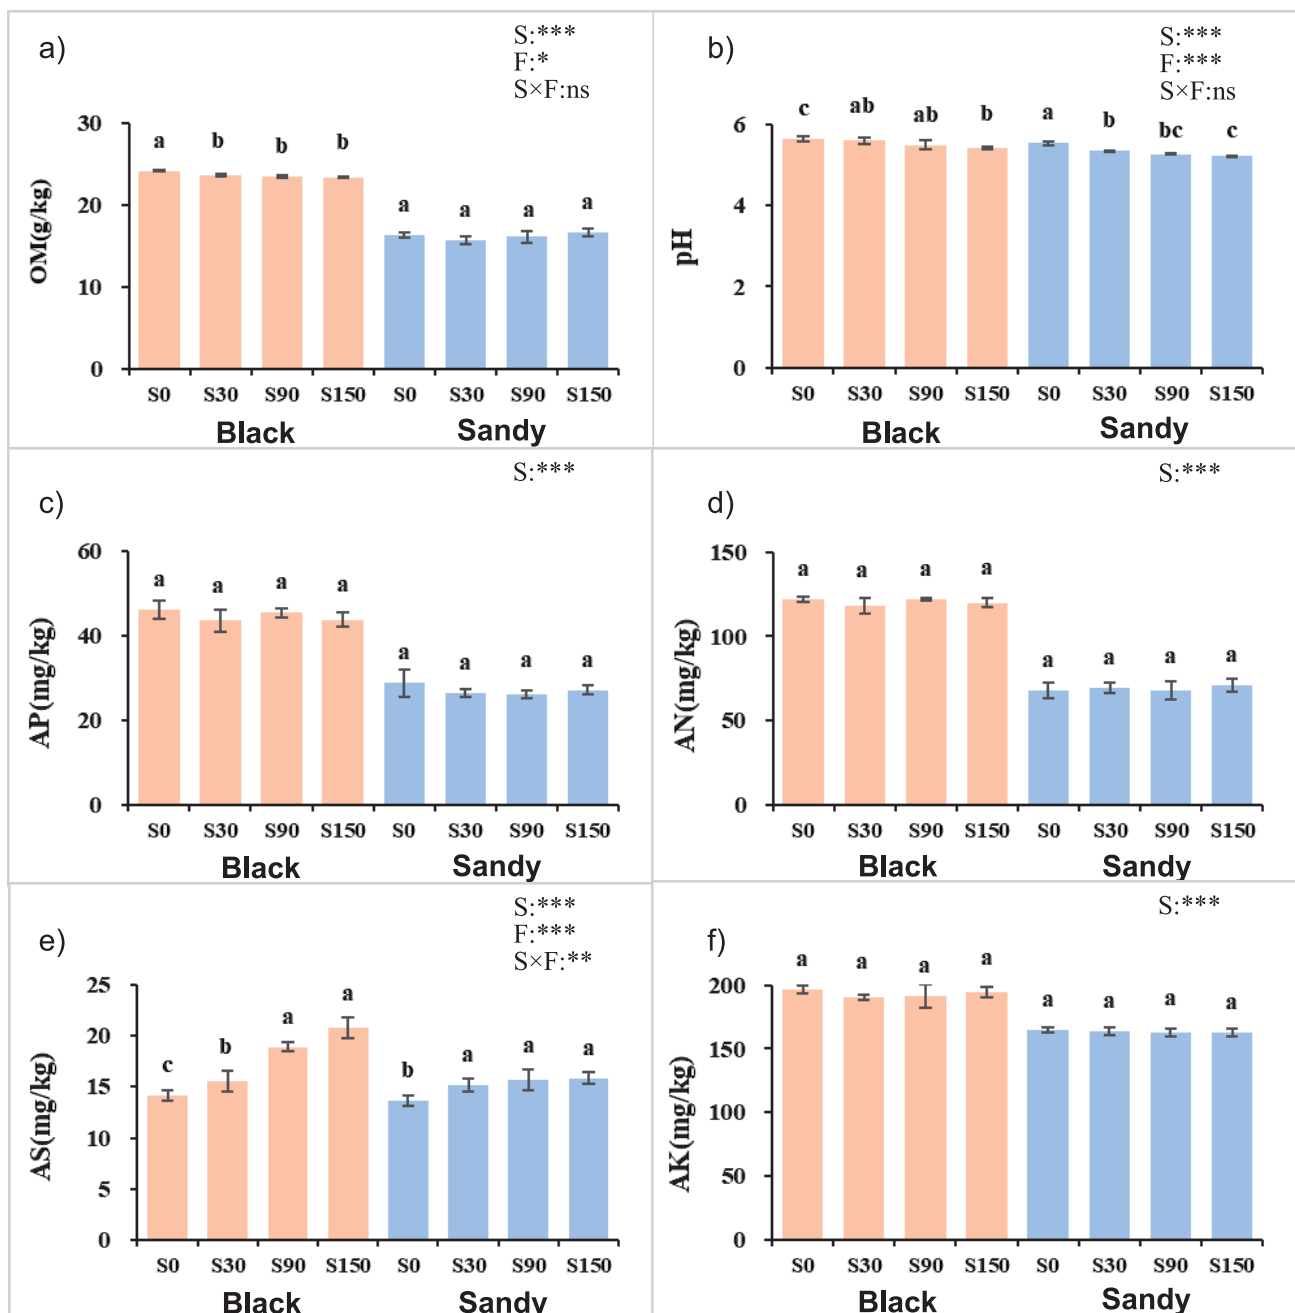 a)
S:***
F:*
S×F:ns
30
20
10
0
OM(g/kg)
a b b b a a a a
S0 S30 S90 S150 S0 S30 S90 S150
Black Sandy
b)
S:***
F:***
S×F:ns
6
4
2
0
pH
c ab ab b a b bc c
S0 S30 S90 S150 S0 S30 S90 S150
Black Sandy
c)
S:***
60
40
20
0
AP(mg/kg)
a a a a a a a a
S0 S30 S90 S150 S0 S30 S90 S150
Black Sandy
d)
S:***
150
100
50
0
AN(mg/kg)
a a a a a a a a
S0 S30 S90 S150 S0 S30 S90 S150
Black Sandy
e)
S:***
F:***
S×F:**
25
20
15
10
5
0
AS(mg/kg)
c b a a b a a a
S0 S30 S90 S150 S0 S30 S90 S150
Black Sandy
f)
S:***
200
150
100
50
0
AK(mg/kg)
a a a a a a a a
S0 S30 S90 S150 S0 S30 S90 S150
Black Sandy